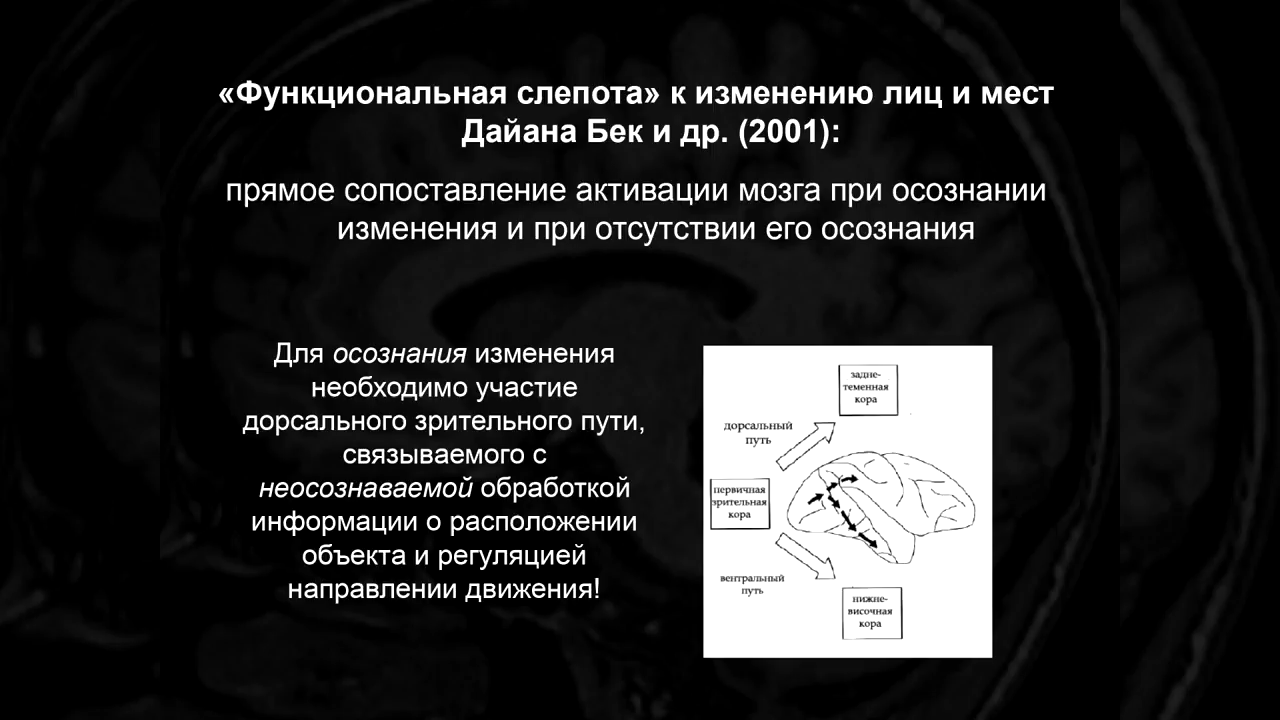 «Функциональная слепота» к изменению лиц и мест
Дайана Бек и др. (2001):
прямое сопоставление активации мозга при осознании
изменения и при отсутствии его осознания
Для осознания изменения
необходимо участие
дорсального зрительного пути,
связываемого с
неосознаваемой обработкой
информации о расположении
объекта и регуляцией
направлении движения!
задне-
теменная
кора
дорсальный
путь
первичная
зрительная
кора
вентральный
путь
нижне-
височная
кора